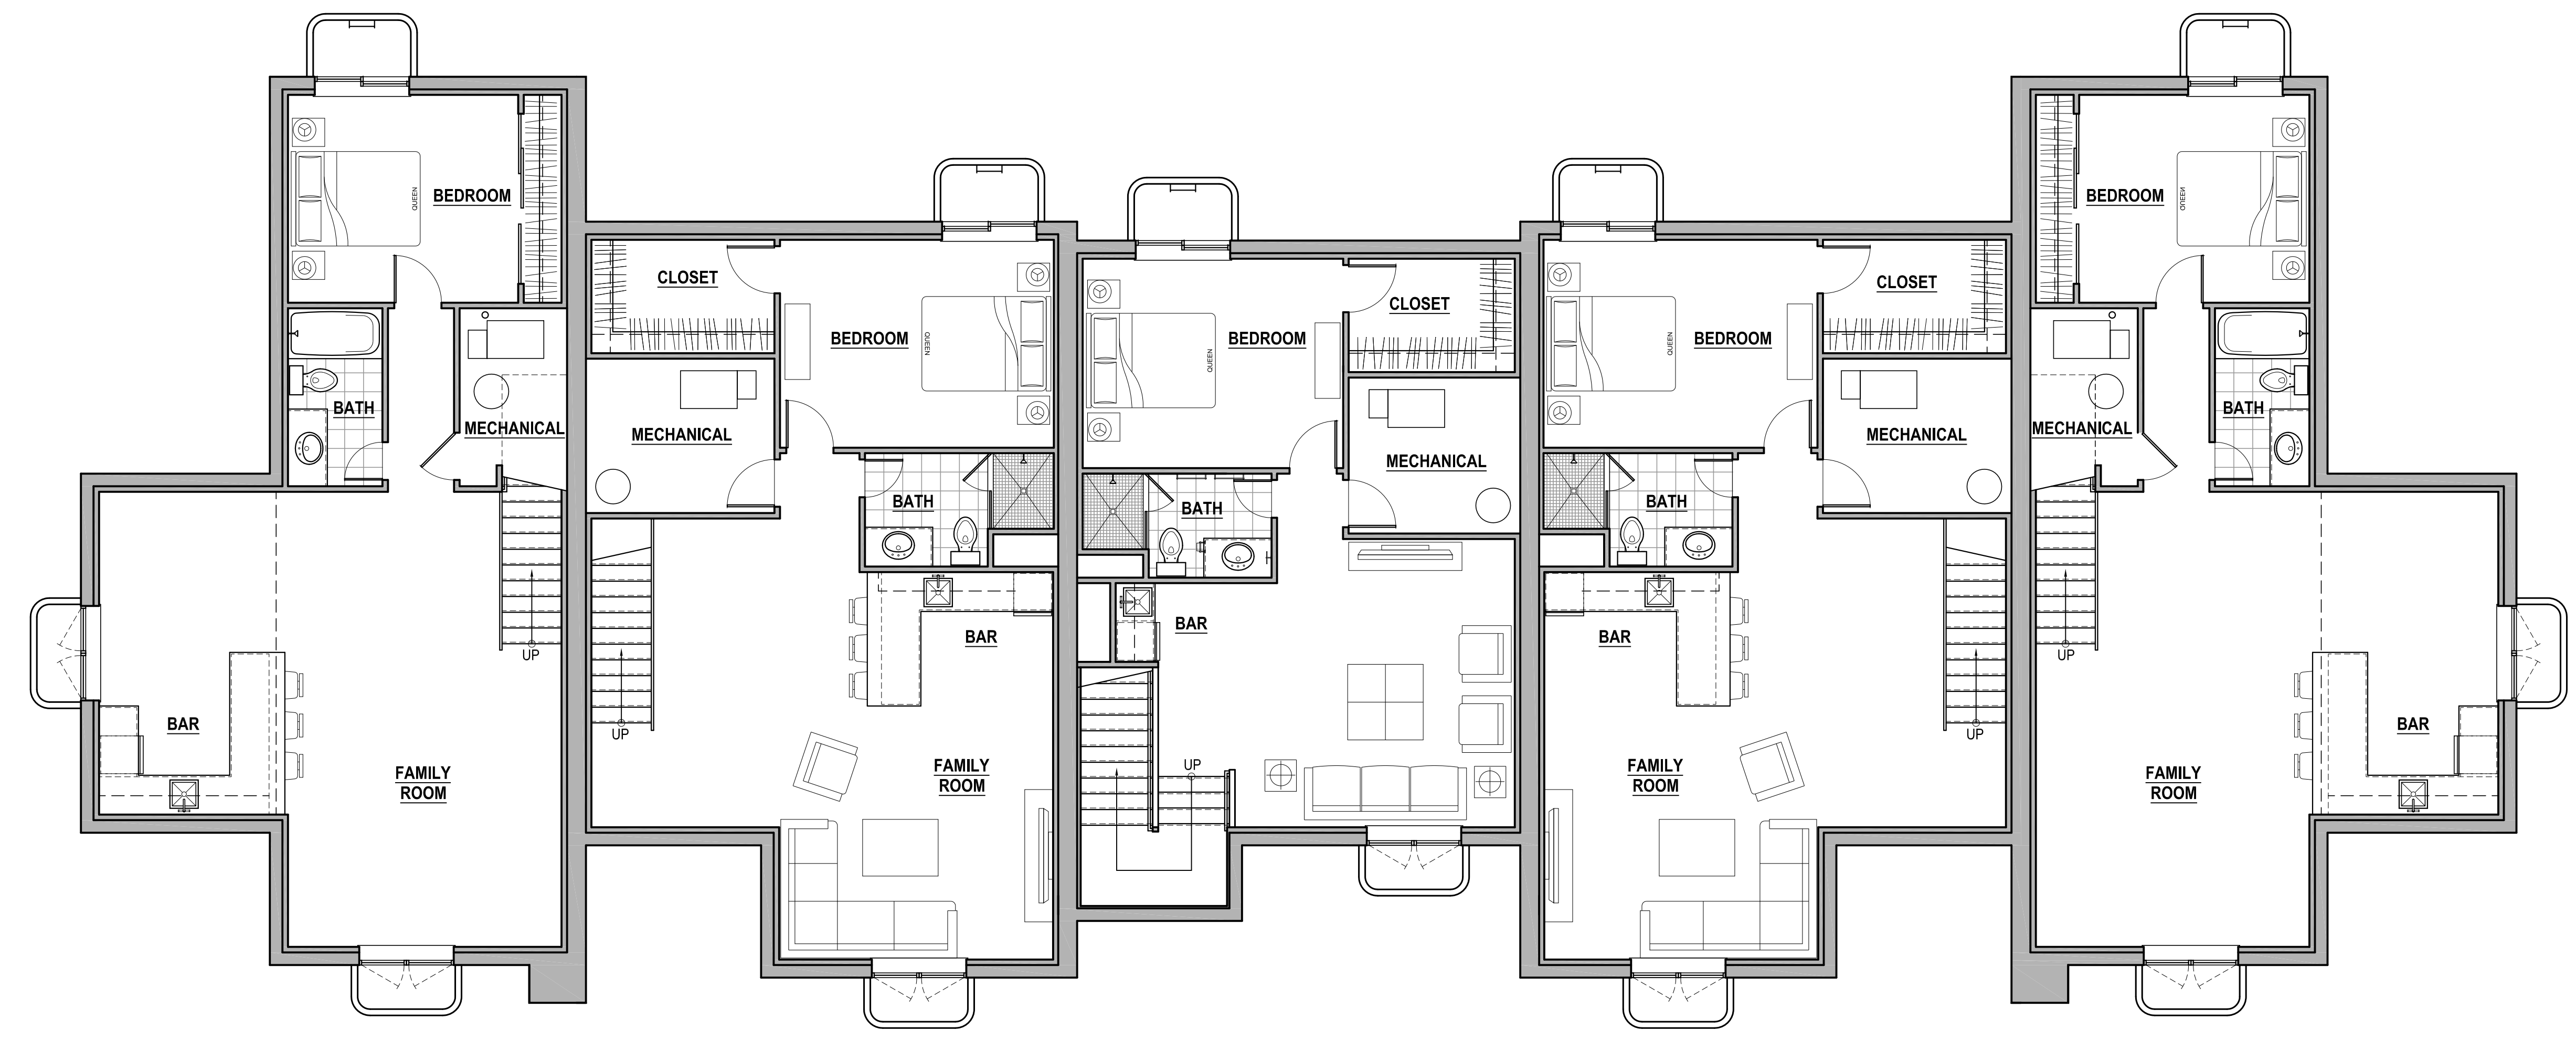 BEDROOM
QUEEN
BATH
MECHANICAL
UP
BAR
FAMILY
ROOM
CLOSET
BEDROOM
QUEEN
MECHANICAL
BATH
BAR
UP
FAMILY
ROOM
BEDROOM
QUEEN
CLOSET
MECHANICAL
BATH
BAR
UP
BEDROOM
QUEEN
CLOSET
MECHANICAL
BATH
BAR
UP
FAMILY
ROOM
BEDROOM
QUEEN
MECHANICAL
BATH
UP
BAR
FAMILY
ROOM